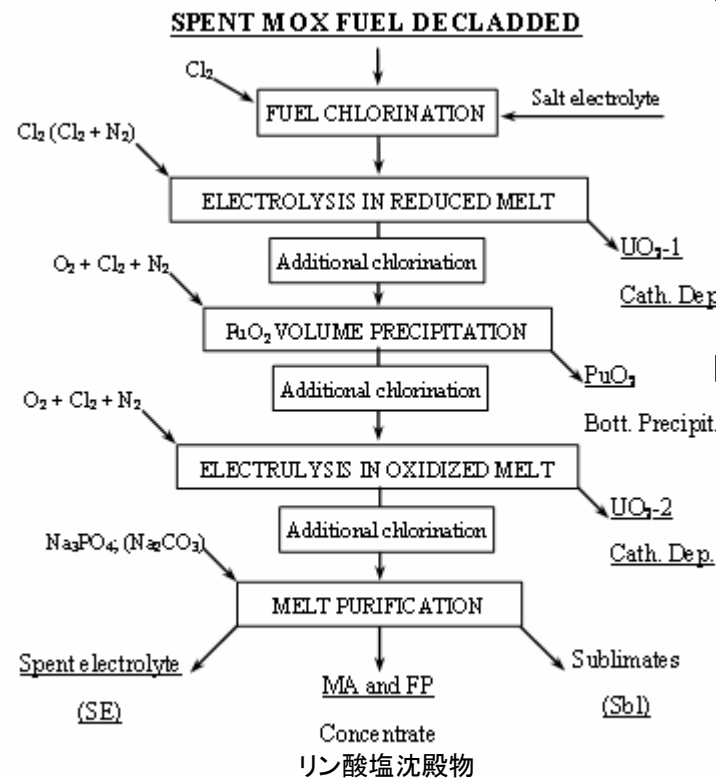 SPENT MOX FUEL DECLADDED
Cl₂
FUEL CHLORINATION
Salt electrolyte
Cl₂ (Cl₂ + N₂)
ELECTROLYSIS IN REDUCED MELT
UO₂-1
Cath. Dep
Additional chlorination
O₂ + Cl₂ + N₂
PuO₂ VOLUME PRECIPITATION
PuO₂
Bott. Precipit.
Additional chlorination
O₂ + Cl₂ + N₂
ELECTRULYSIS IN OXIDIZED MELT
UO₂-2
Cath. Dep.
Additional chlorination
Na₃PO₄; (Na₂CO₃)
MELT PURIFICATION
Spent electrolyte
(SE)
MA and FP
Concentrate
リン酸塩沈殿物
Sublimates
(Sbl)